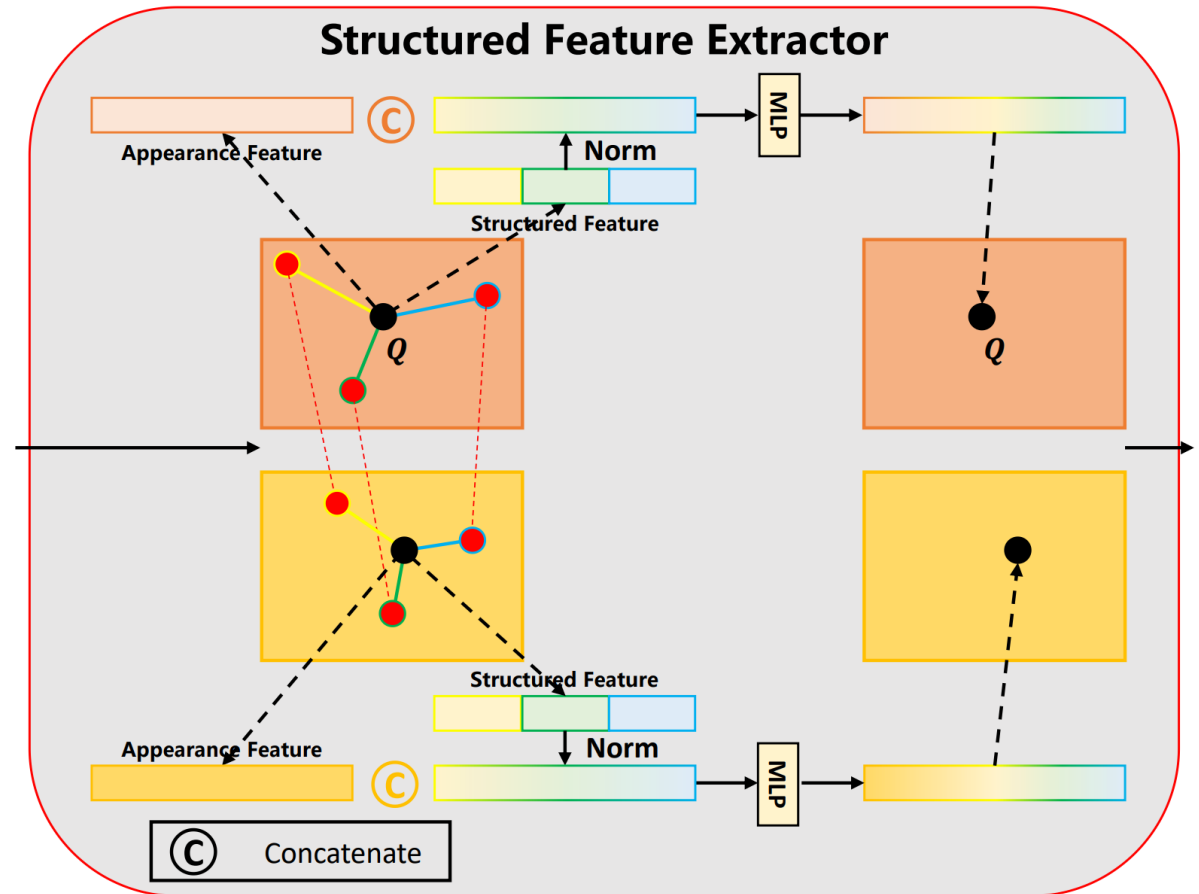 Structured Feature Extractor
C
MLP
Appearance Feature
Norm
Structured Feature
Q
Q
Structured Feature
Appearance Feature
Norm
C
MLP
C Concatenate